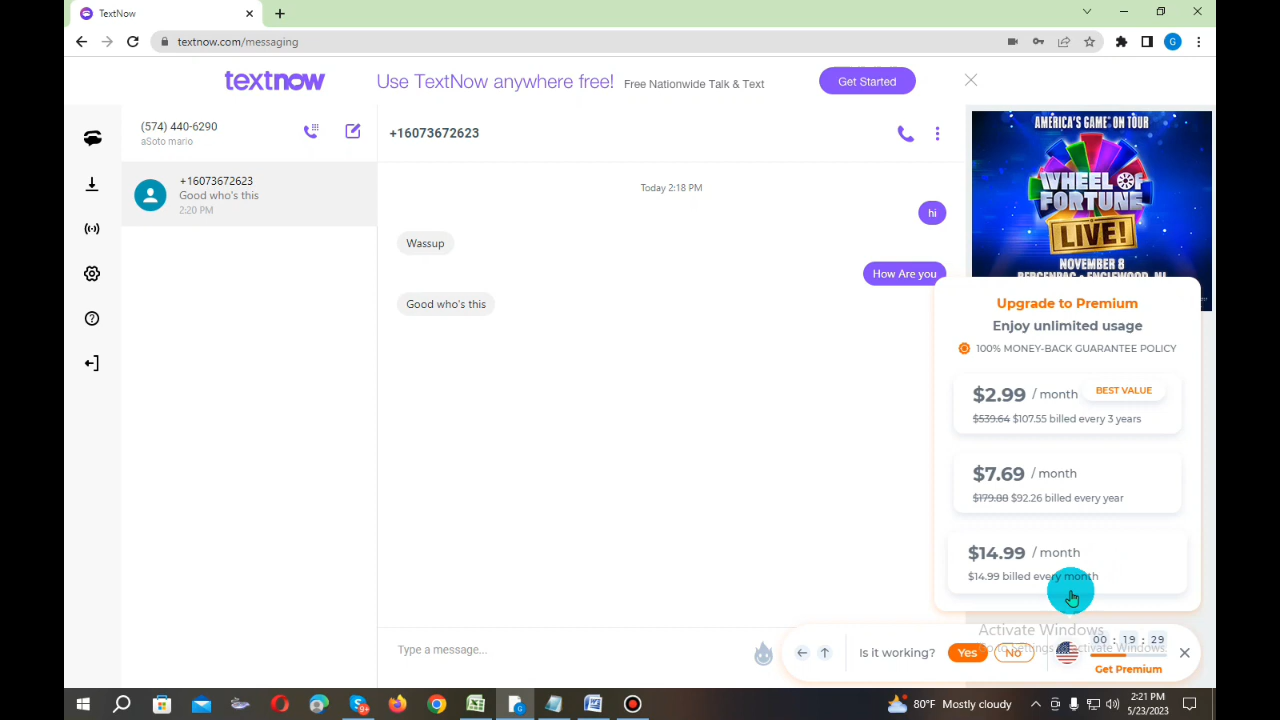 TextNow
textnow.com/messaging
G
textnow
Use TextNow anywhere free!
Free Nationwide Talk & Text
Get Started
(574) 440-6290
aSoto mario
+16073672623
Good who's this
2:20 PM
+16073672623
Today 2:18 PM
hi
Wassup
How Are you
Good who's this
Type a message...
AMERICA'S GAME ON TOUR
WHEEL OF
FORTUNE
LIVE!
NOVEMBER 8
Upgrade to Premium
Enjoy unlimited usage
100% MONEY-BACK GUARANTEE POLICY
$2.99 / month
BEST VALUE
$539.64 $107.55 billed every 3 years
$7.69 / month
$179.88 $92.26 billed every year
$14.99 / month
$14.99 billed every month
Activate Windows
Go to Settings to activate Windows.
Is it working?
Yes
No
00 : 19 : 29
Get Premium
80°F Mostly cloudy
2:21 PM
5/23/2023